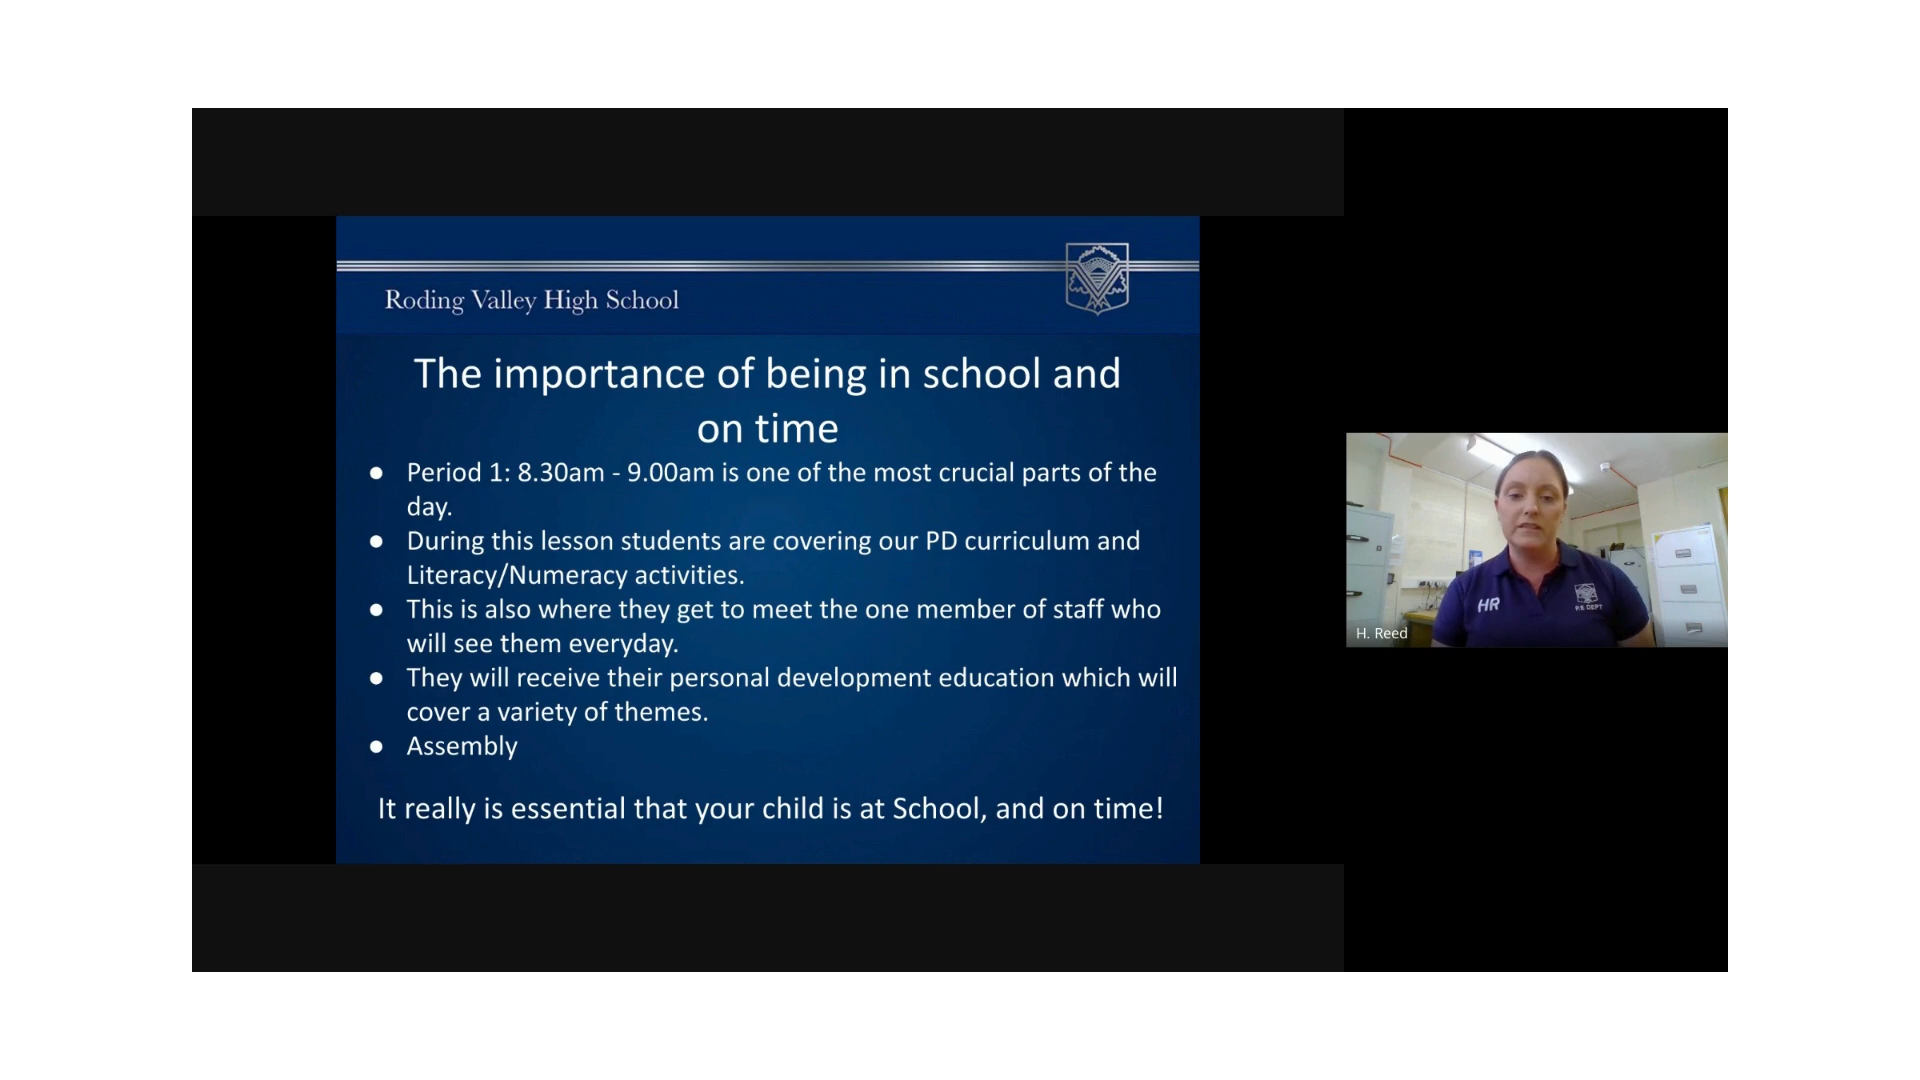 Roding Valley High School
The importance of being in school and
on time
● Period 1: 8.30am - 9.00am is one of the most crucial parts of the
day.
● During this lesson students are covering our PD curriculum and
Literacy/Numeracy activities.
● This is also where they get to meet the one member of staff who
will see them everyday.
● They will receive their personal development education which will
cover a variety of themes.
● Assembly
It really is essential that your child is at School, and on time!
HR
P.E DEPT
H. Reed